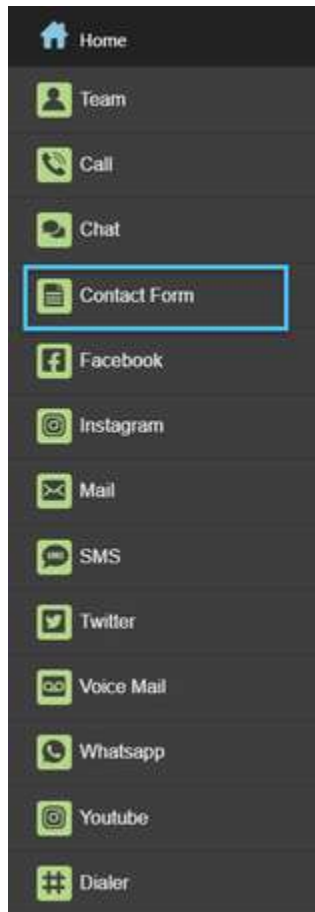 Home
Team
Call
Chat
Contact Form
Facebook
Instagram
Mail
SMS
Twitter
Voice Mail
Whatsapp
Youtube
Dialer